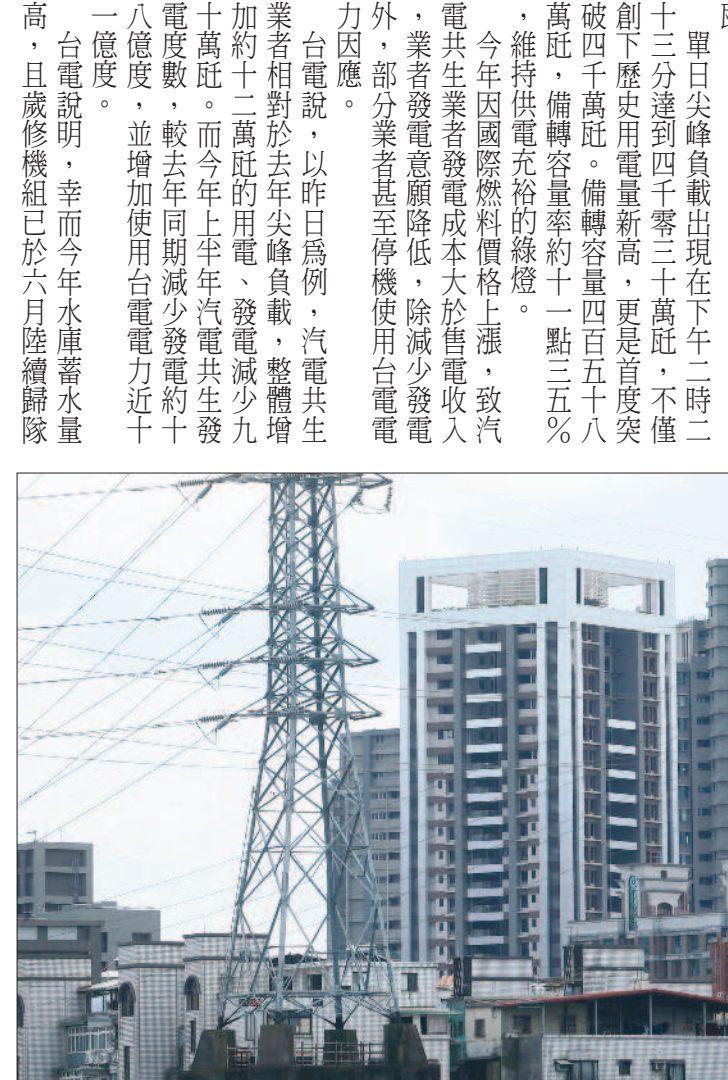 單日尖峰負載出現在下午二時二
十三分達到四千零三十萬瓩，不僅
創下歷史用電量新高，更是首度突
破四千萬瓩。備轉容量四百五十八
萬瓩，備轉容量率約十一點三五％
，維持供電充裕的綠燈。
今年因國際燃料價格上漲，致汽
電共生業者發電成本大於售電收入
，業者發電意願降低，除減少發電
外，部分業者甚至停機使用台電電
力因應。
台電說，以昨日爲例，汽電共生
業者相對於去年尖峰負載，整體增
加約十二萬瓩的用電、發電減少九
十萬瓩。而今年上半年汽電共生發
電度數，較去年同期減少發電約十
八億度，並增加使用台電電力近十
一億度。
台電說明，幸而今年水庫蓄水量
高，且歲修機組已於六月陸續歸隊